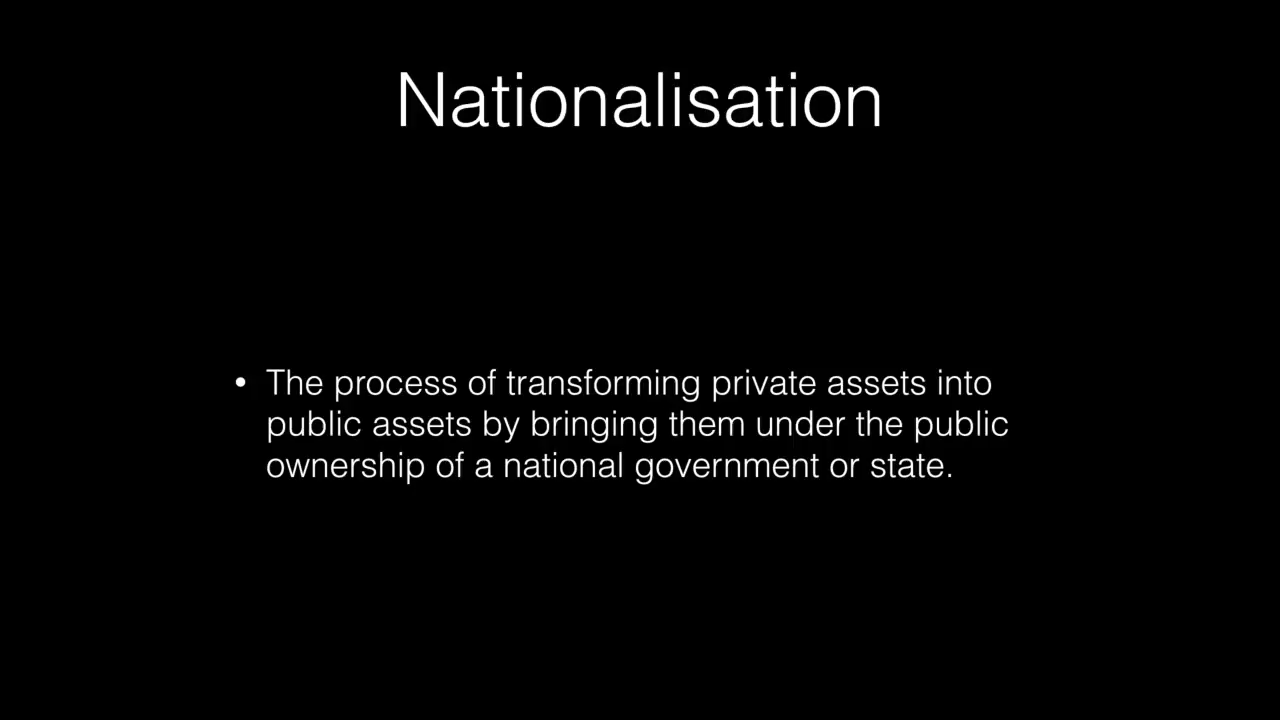 Nationalisation
• The process of transforming private assets into
public assets by bringing them under the public
ownership of a national government or state.